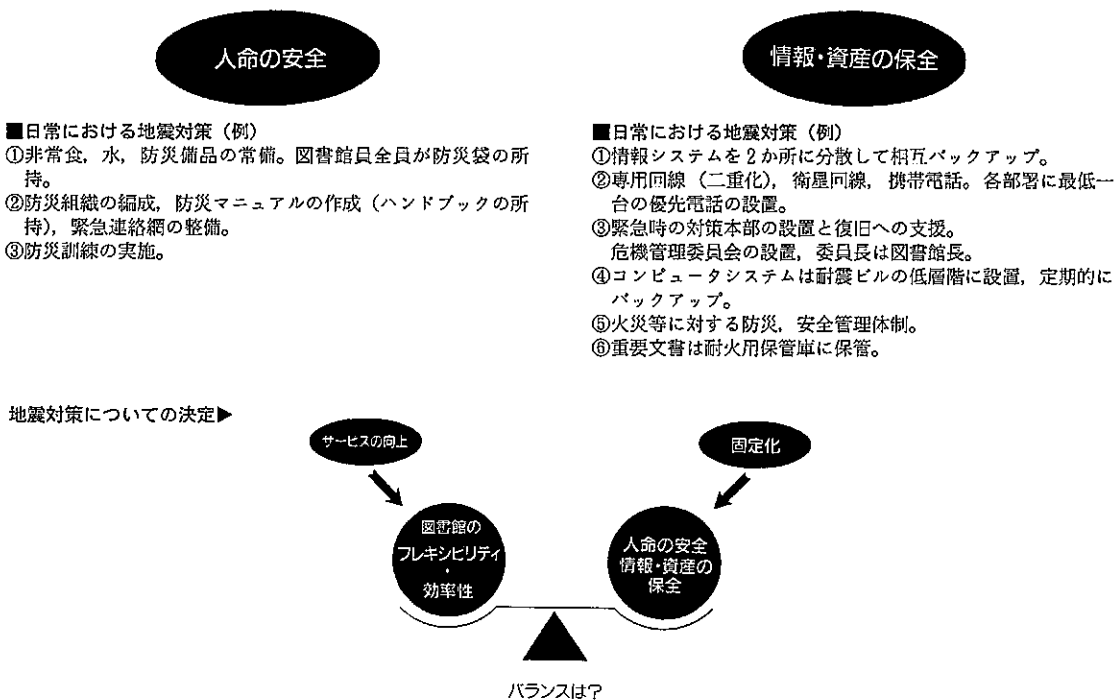 人命の安全
■日常における地震対策（例）
①非常食，水，防災備品の常備。図書館員全員が防災袋の所
持。
②防災組織の編成，防災マニュアルの作成（ハンドブックの所
持），緊急連絡網の整備。
③防災訓練の実施。
情報・資産の保全
■日常における地震対策（例）
①情報システムを2か所に分散して相互バックアップ。
②専用回線（二重化），衛星回線，携帯電話。各部署に最低一
台の優先電話の設置。
③緊急時の対策本部の設置と復旧への支援。
危機管理委員会の設置，委員長は図書館長。
④コンピュータシステムは耐震ビルの低層階に設置，定期的に
バックアップ。
⑤火災等に対する防災，安全管理体制。
⑥重要文書は耐火用保管庫に保管。
地震対策についての決定▶
サービスの向上
固定化
図書館の
フレキシビリティ
・
効率性
人命の安全
情報・資産の
保全
バランスは？